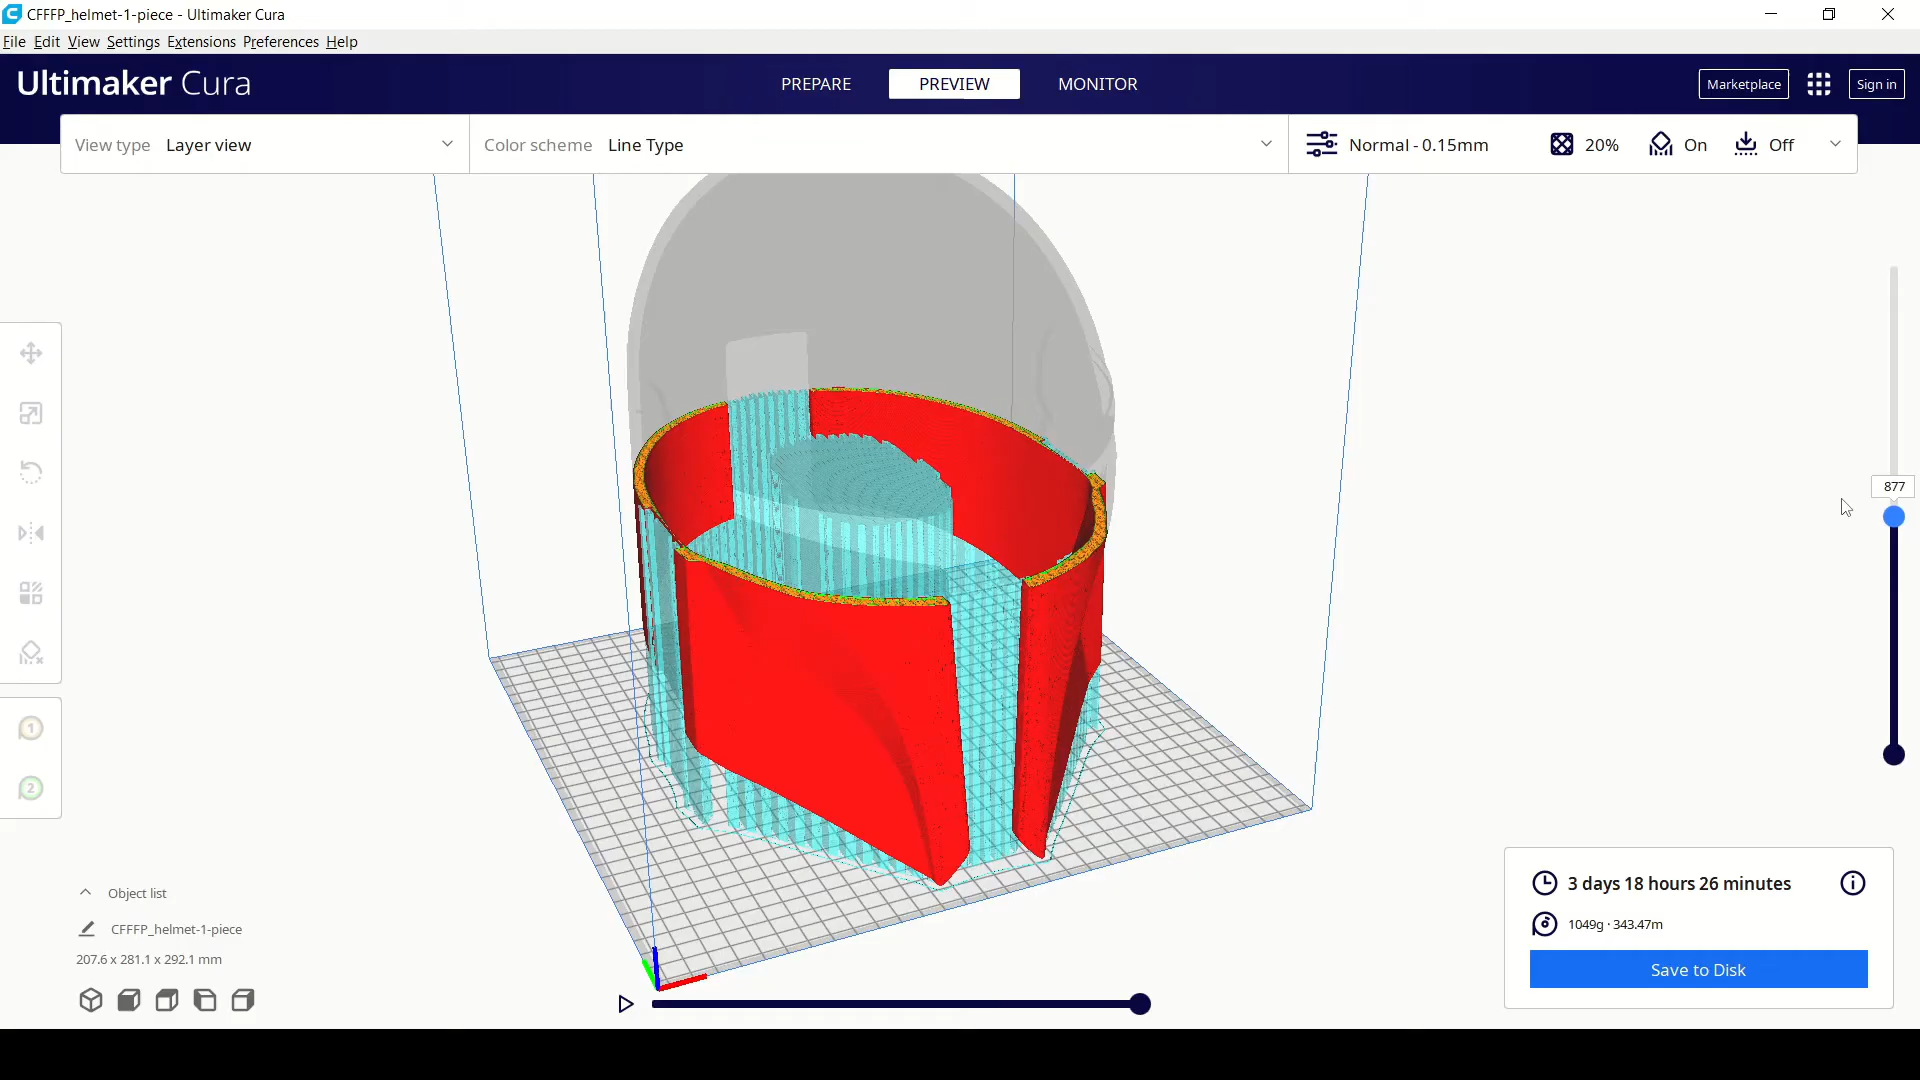 CFFFP_helmet-1-piece - Ultimaker Cura
File Edit View Settings Extensions Preferences Help
Ultimaker Cura
PREPARE PREVIEW MONITOR
Marketplace Sign in
View type Layer view
Color scheme Line Type
Normal - 0.15mm 20% On Off
877
1
2
Object list
CFFFP_helmet-1-piece
207.6 x 281.1 x 292.1 mm
3 days 18 hours 26 minutes
1049g · 343.47m
Save to Disk